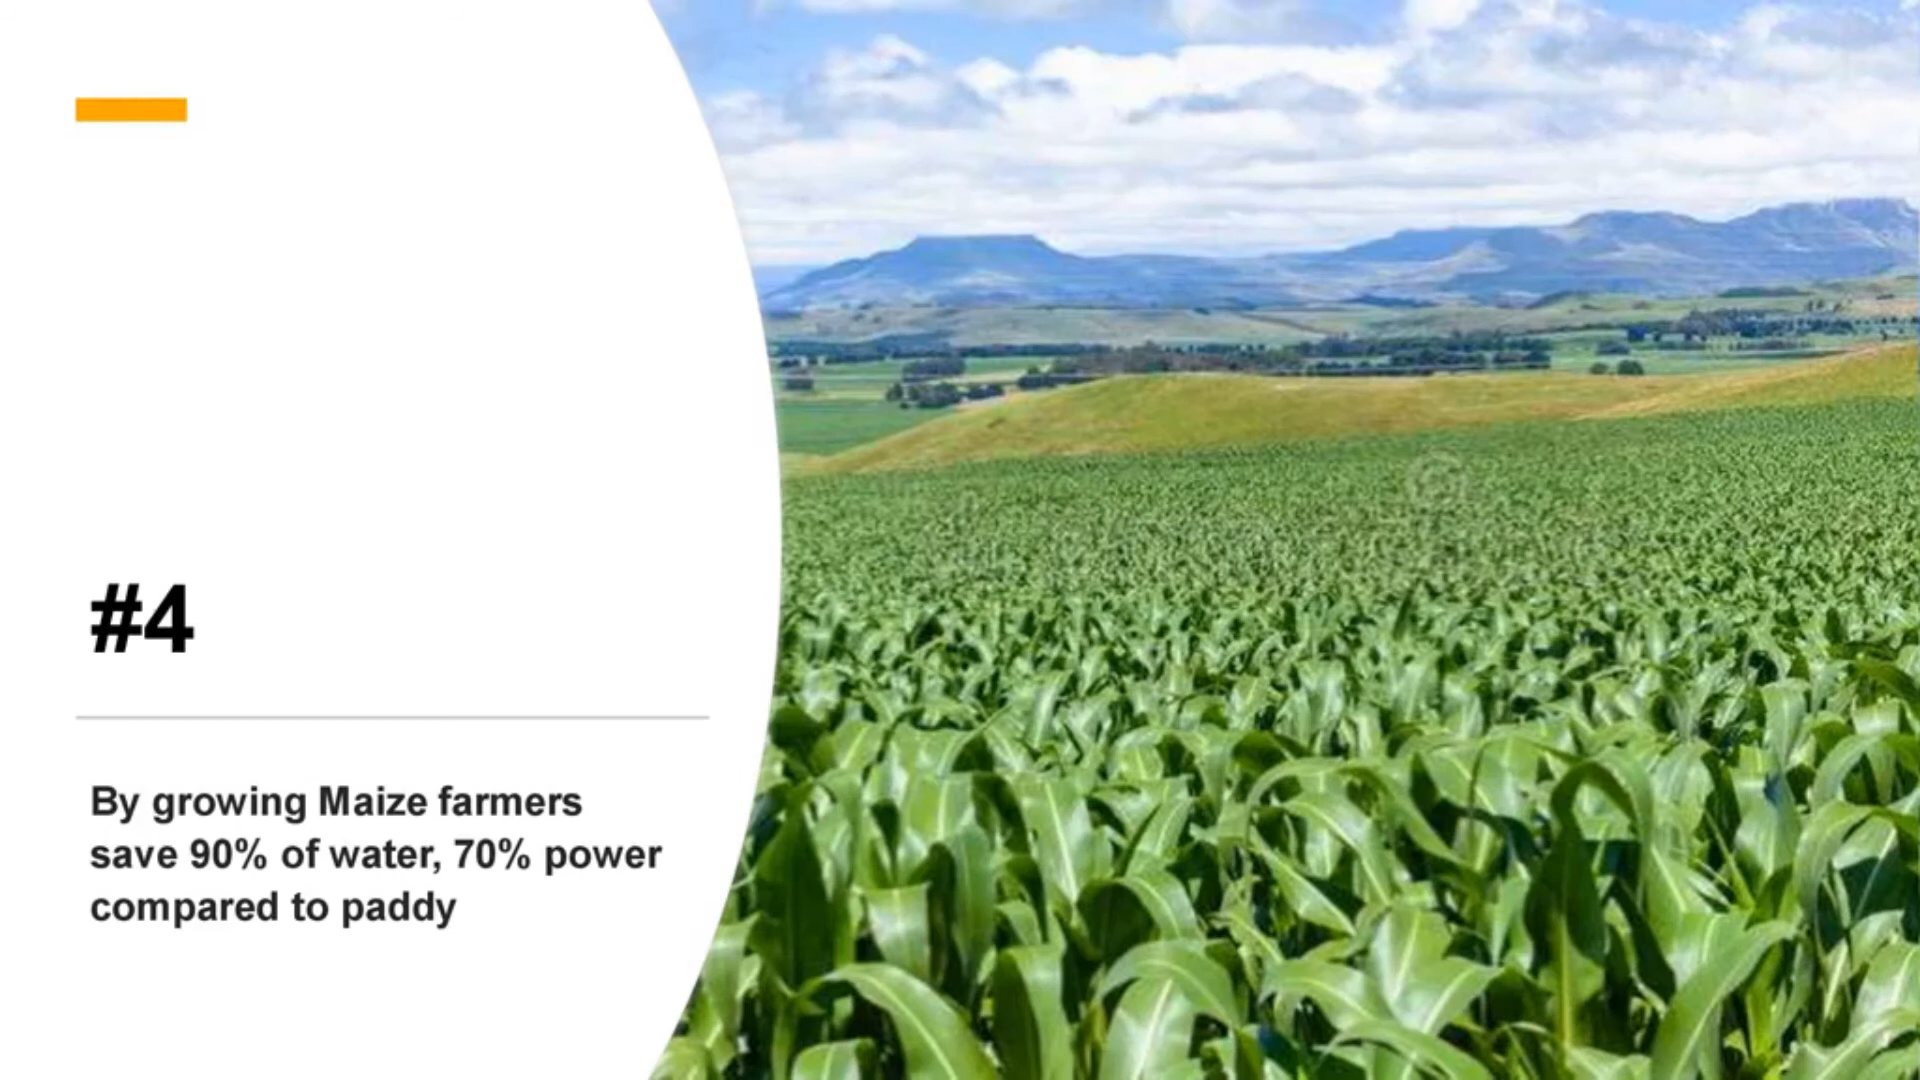 #4
By growing Maize farmers
save 90% of water, 70% power
compared to paddy